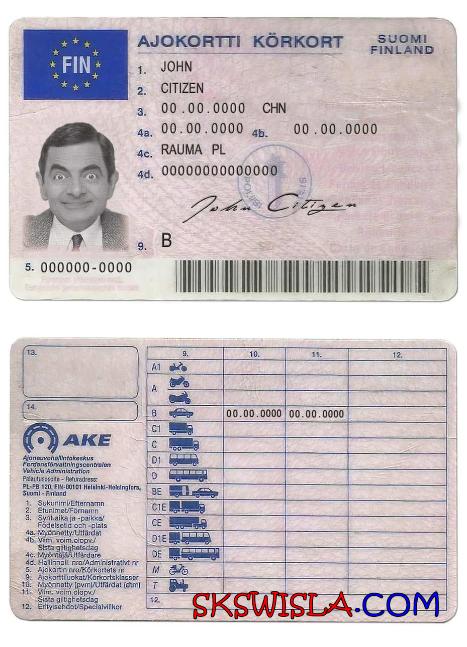 FIN
AJOKORTTI KÖRKORT
SUOMI
FINLAND
1. JOHN
2. CITIZEN
3. 00.00.0000 CHN
4a. 00.00.0000 4b. 00.00.0000
4c. RAUMA PL
4d. 00000000000000
John Citizen
9. B
5. 000000-0000
13.
14.
9. 10. 11. 12.
A1
A
B 00.00.0000 00.00.0000
C1
C
D1
D
BE
C1E
CE
D1E
DE
M
T
12.
AKE
Ajoneuvohallintokeskus
Fordonsförvaltningscentralen
Vehicle Administration
Palautusosoite - Returadress:
PL-PB 120, FIN-00101 Helsinki-Helsingfors,
Suomi - Finland
1. Sukunimi/Efternamn
2. Etunimet/Förnamn
3. Syntt.aika ja -paikka/
Födelsetid och -plats
4a. Myönnetty/Utfärdat
4b. Viim. voim.olopv./
Sista giltighetsdag
4c. Myöntäjä/Utfärdare
4d. Hallinnoll nro/Administrativt nr
5. Ajokortin nro/Körkortets nr
9. Ajokorttiluokat/Körkortsklasser
10. Myönnetty (pvm)/Utfärdat (dtm)
11. Viim. voim.olopv./
Sista giltighetsdag
12. Erityisehdot/Specialvillkor
SKSWISLA.COM